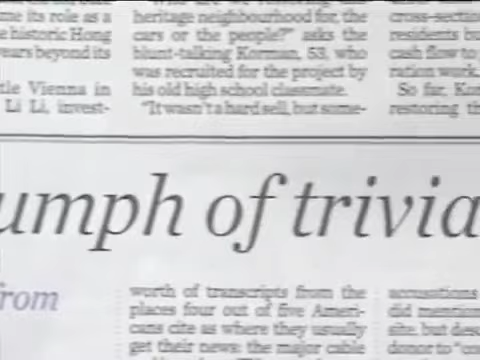 me its role as a
e historic Hong
wars beyond its
tle Vienna in
Li Li, invest-
heritage neighbourhood for, the
cars or the people?" asks the
blunt-talking Korman, 53, who
was recruited for the project by
his old high school classmate.
"It wasn't a hard sell, but some-
cross-section
residents bu
cash flow to
ration work.
So far, Kor
restoring th
umph of trivia
from
worth of transcripts from the
places four out of five Ameri-
cans cite as where they usually
get their news: the major cable
accusations
did mention
site, but desc
donor to "co